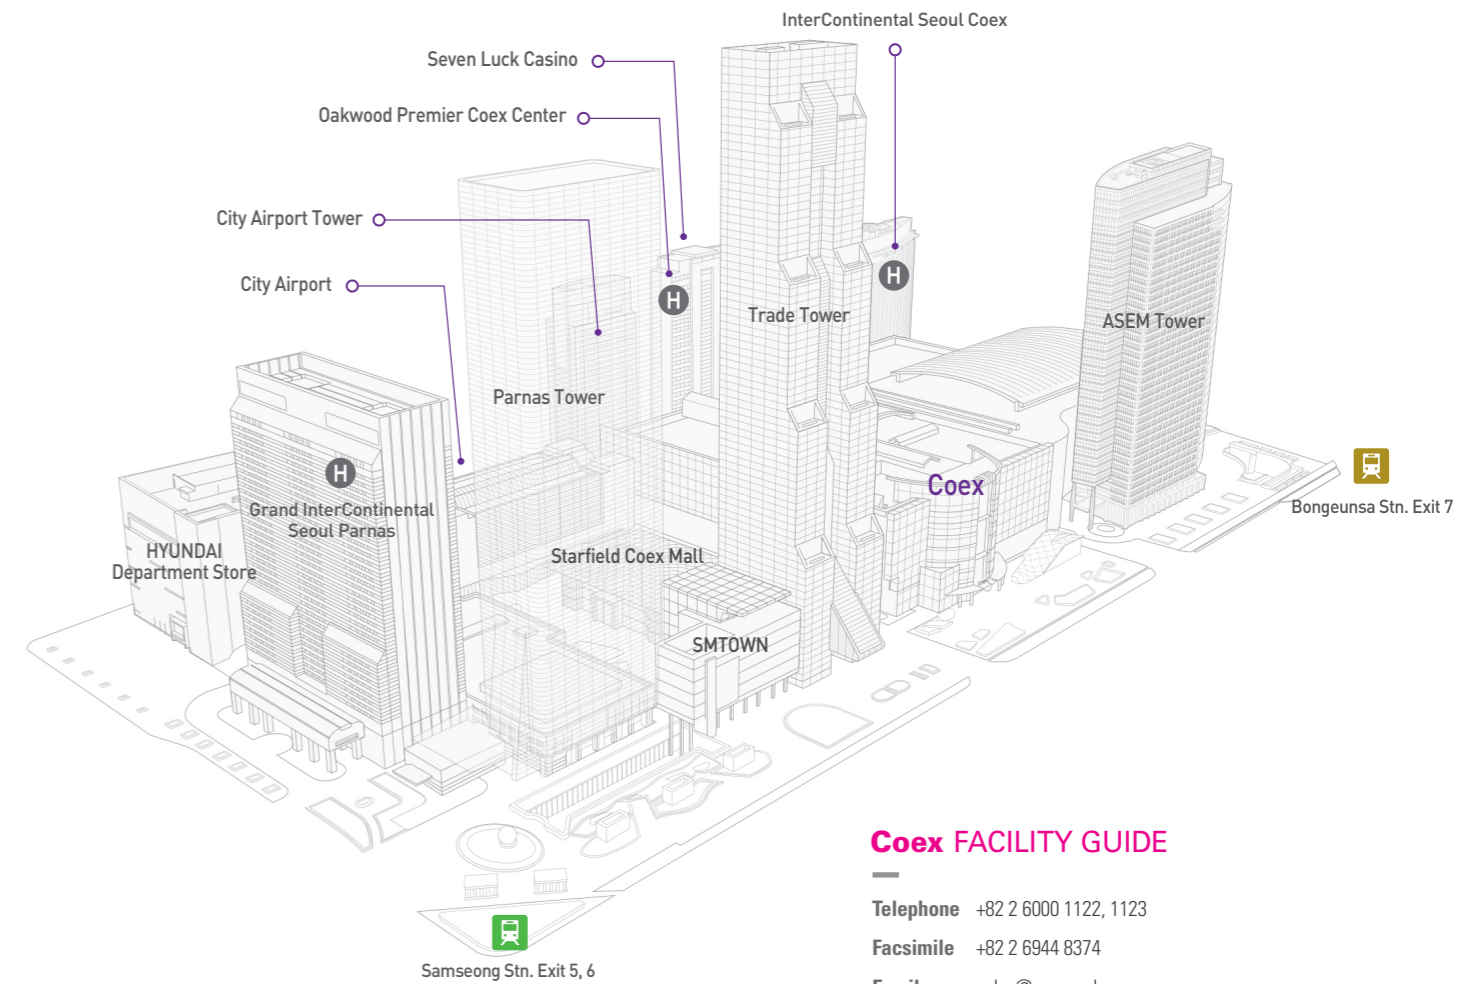 InterContinental Seoul Coex
Seven Luck Casino
Oakwood Premier Coex Center
City Airport Tower
City Airport
H
H
Trade Tower
ASEM Tower
Parnas Tower
H
Grand InterContinental
Seoul Parnas
Coex
Bongeunsa Stn. Exit 7
HYUNDAI
Department Store
Starfield Coex Mall
SMTOWN
Samseong Stn. Exit 5, 6
Coex FACILITY GUIDE
Telephone +82 2 6000 1122, 1123
Facsimile +82 2 6944 8374